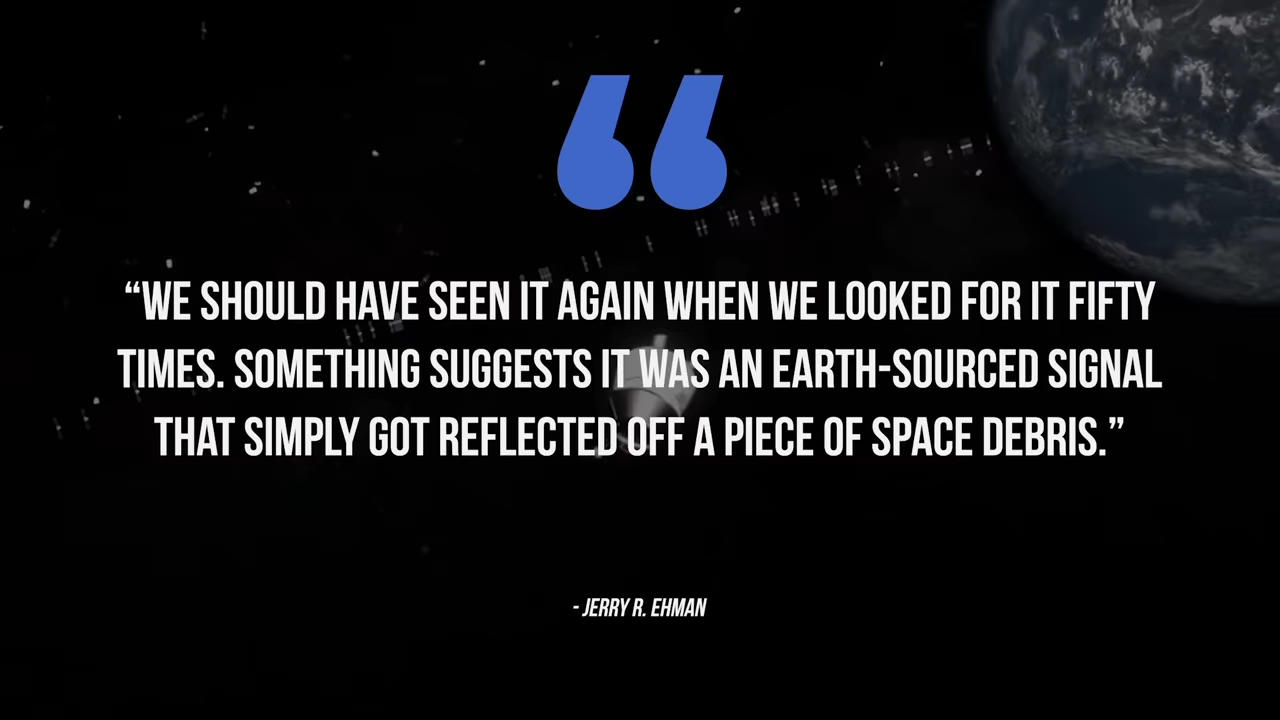 “WE SHOULD HAVE SEEN IT AGAIN WHEN WE LOOKED FOR IT FIFTY
TIMES. SOMETHING SUGGESTS IT WAS AN EARTH-SOURCED SIGNAL
THAT SIMPLY GOT REFLECTED OFF A PIECE OF SPACE DEBRIS.”
- JERRY R. EHMAN